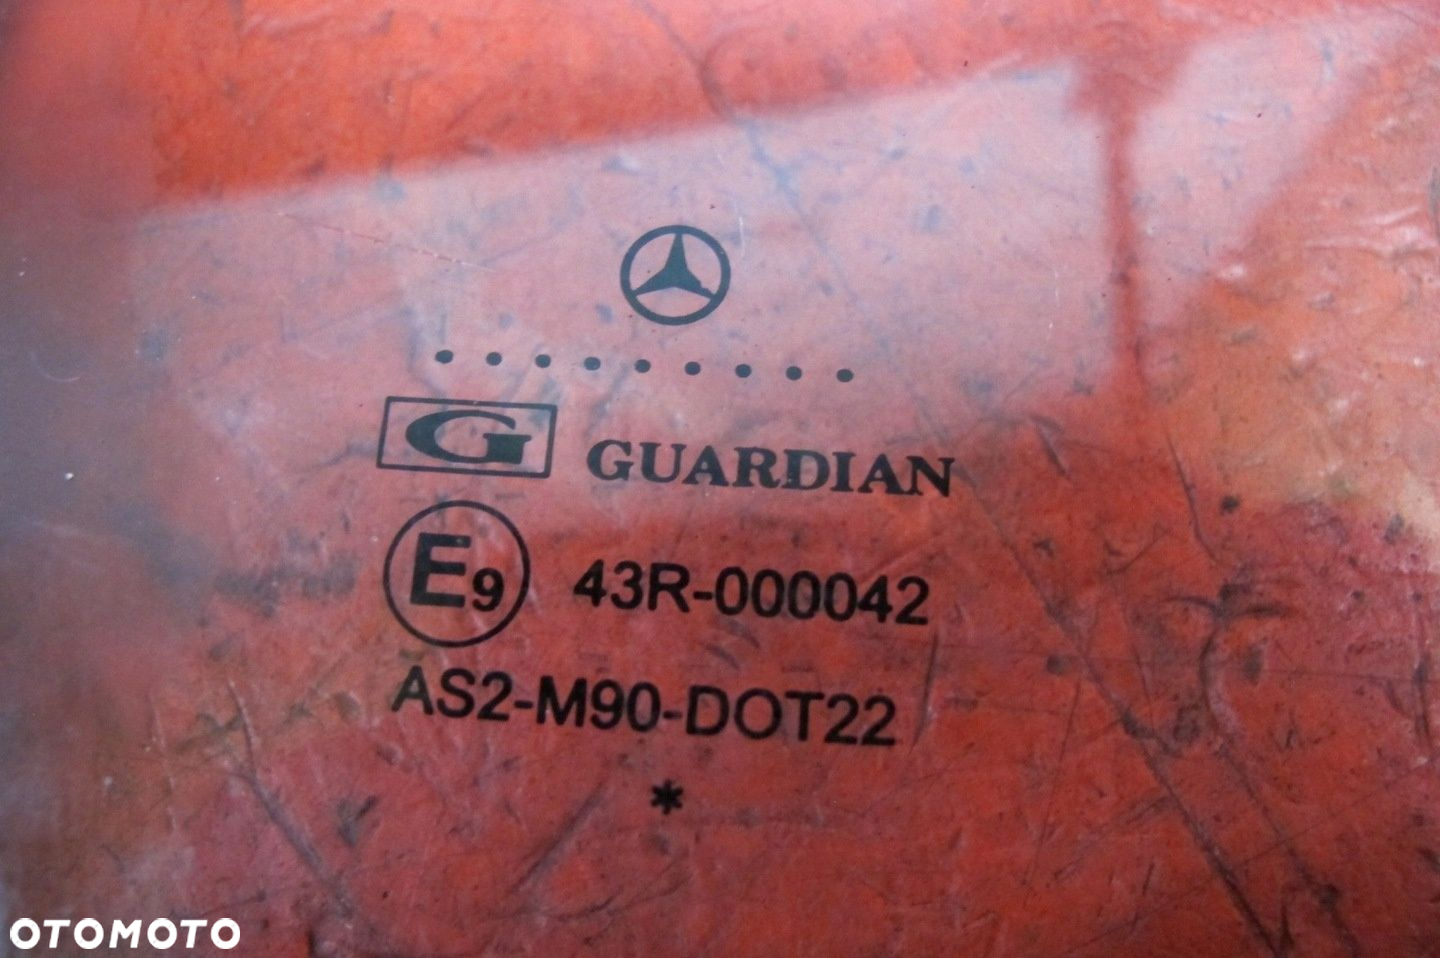 G GUARDIAN
E9 43R-000042
AS2-M90-DOT22
*
OTOMOTO